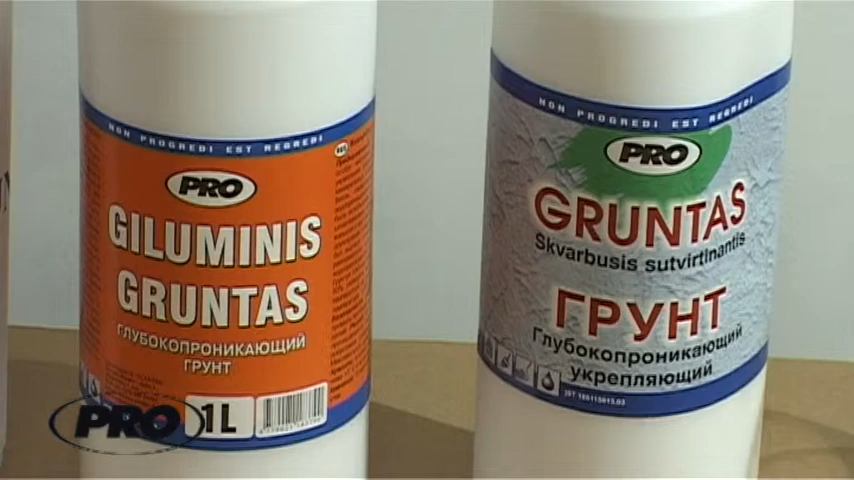 NON PROGREDI EST REGREDI
PRO
GILUMINIS
GRUNTAS
ГЛУБОКОПРОНИКАЮЩИЙ
ГРУНТ
1L
PRO
NON PROGREDI EST REGREDI
PRO
GRUNTAS
Skvarbusis sutvirtinantis
ГРУНТ
Глубокопроникающий
укрепляющий